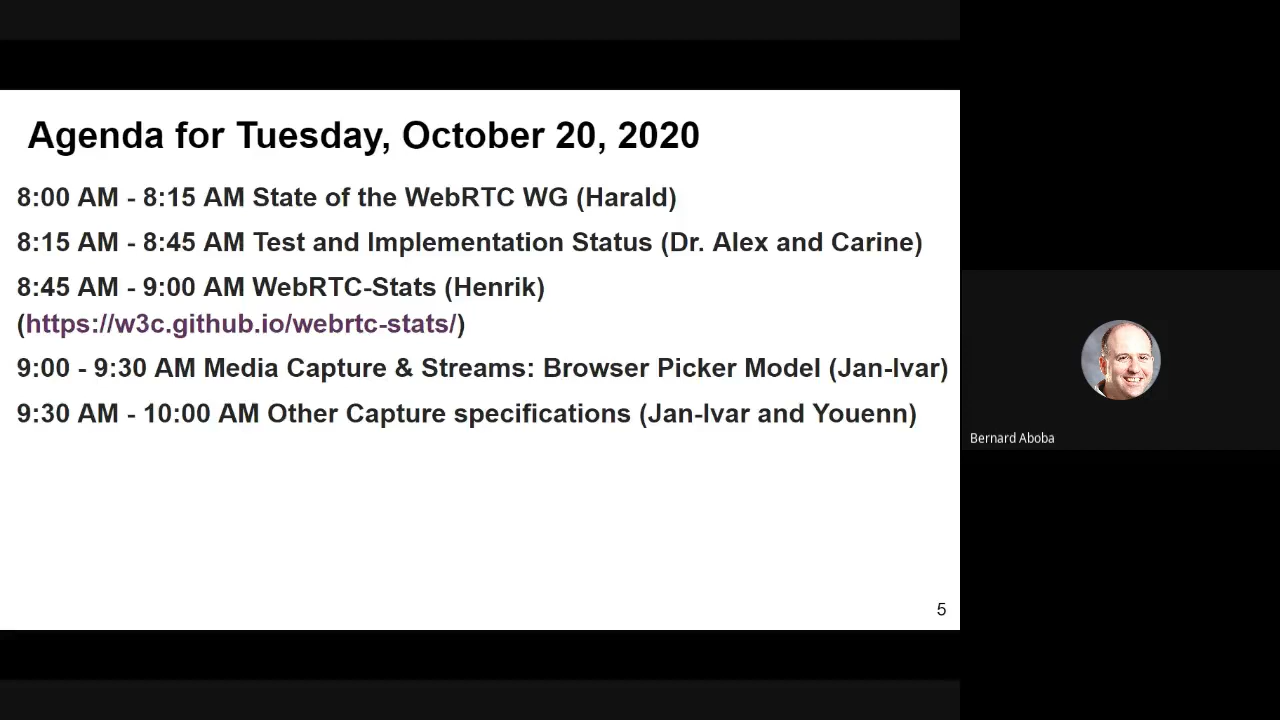 Agenda for Tuesday, October 20, 2020
8:00 AM - 8:15 AM State of the WebRTC WG (Harald)
8:15 AM - 8:45 AM Test and Implementation Status (Dr. Alex and Carine)
8:45 AM - 9:00 AM WebRTC-Stats (Henrik)
(https://w3c.github.io/webrtc-stats/)
9:00 - 9:30 AM Media Capture & Streams: Browser Picker Model (Jan-Ivar)
9:30 AM - 10:00 AM Other Capture specifications (Jan-Ivar and Youenn)
5
Bernard Aboba